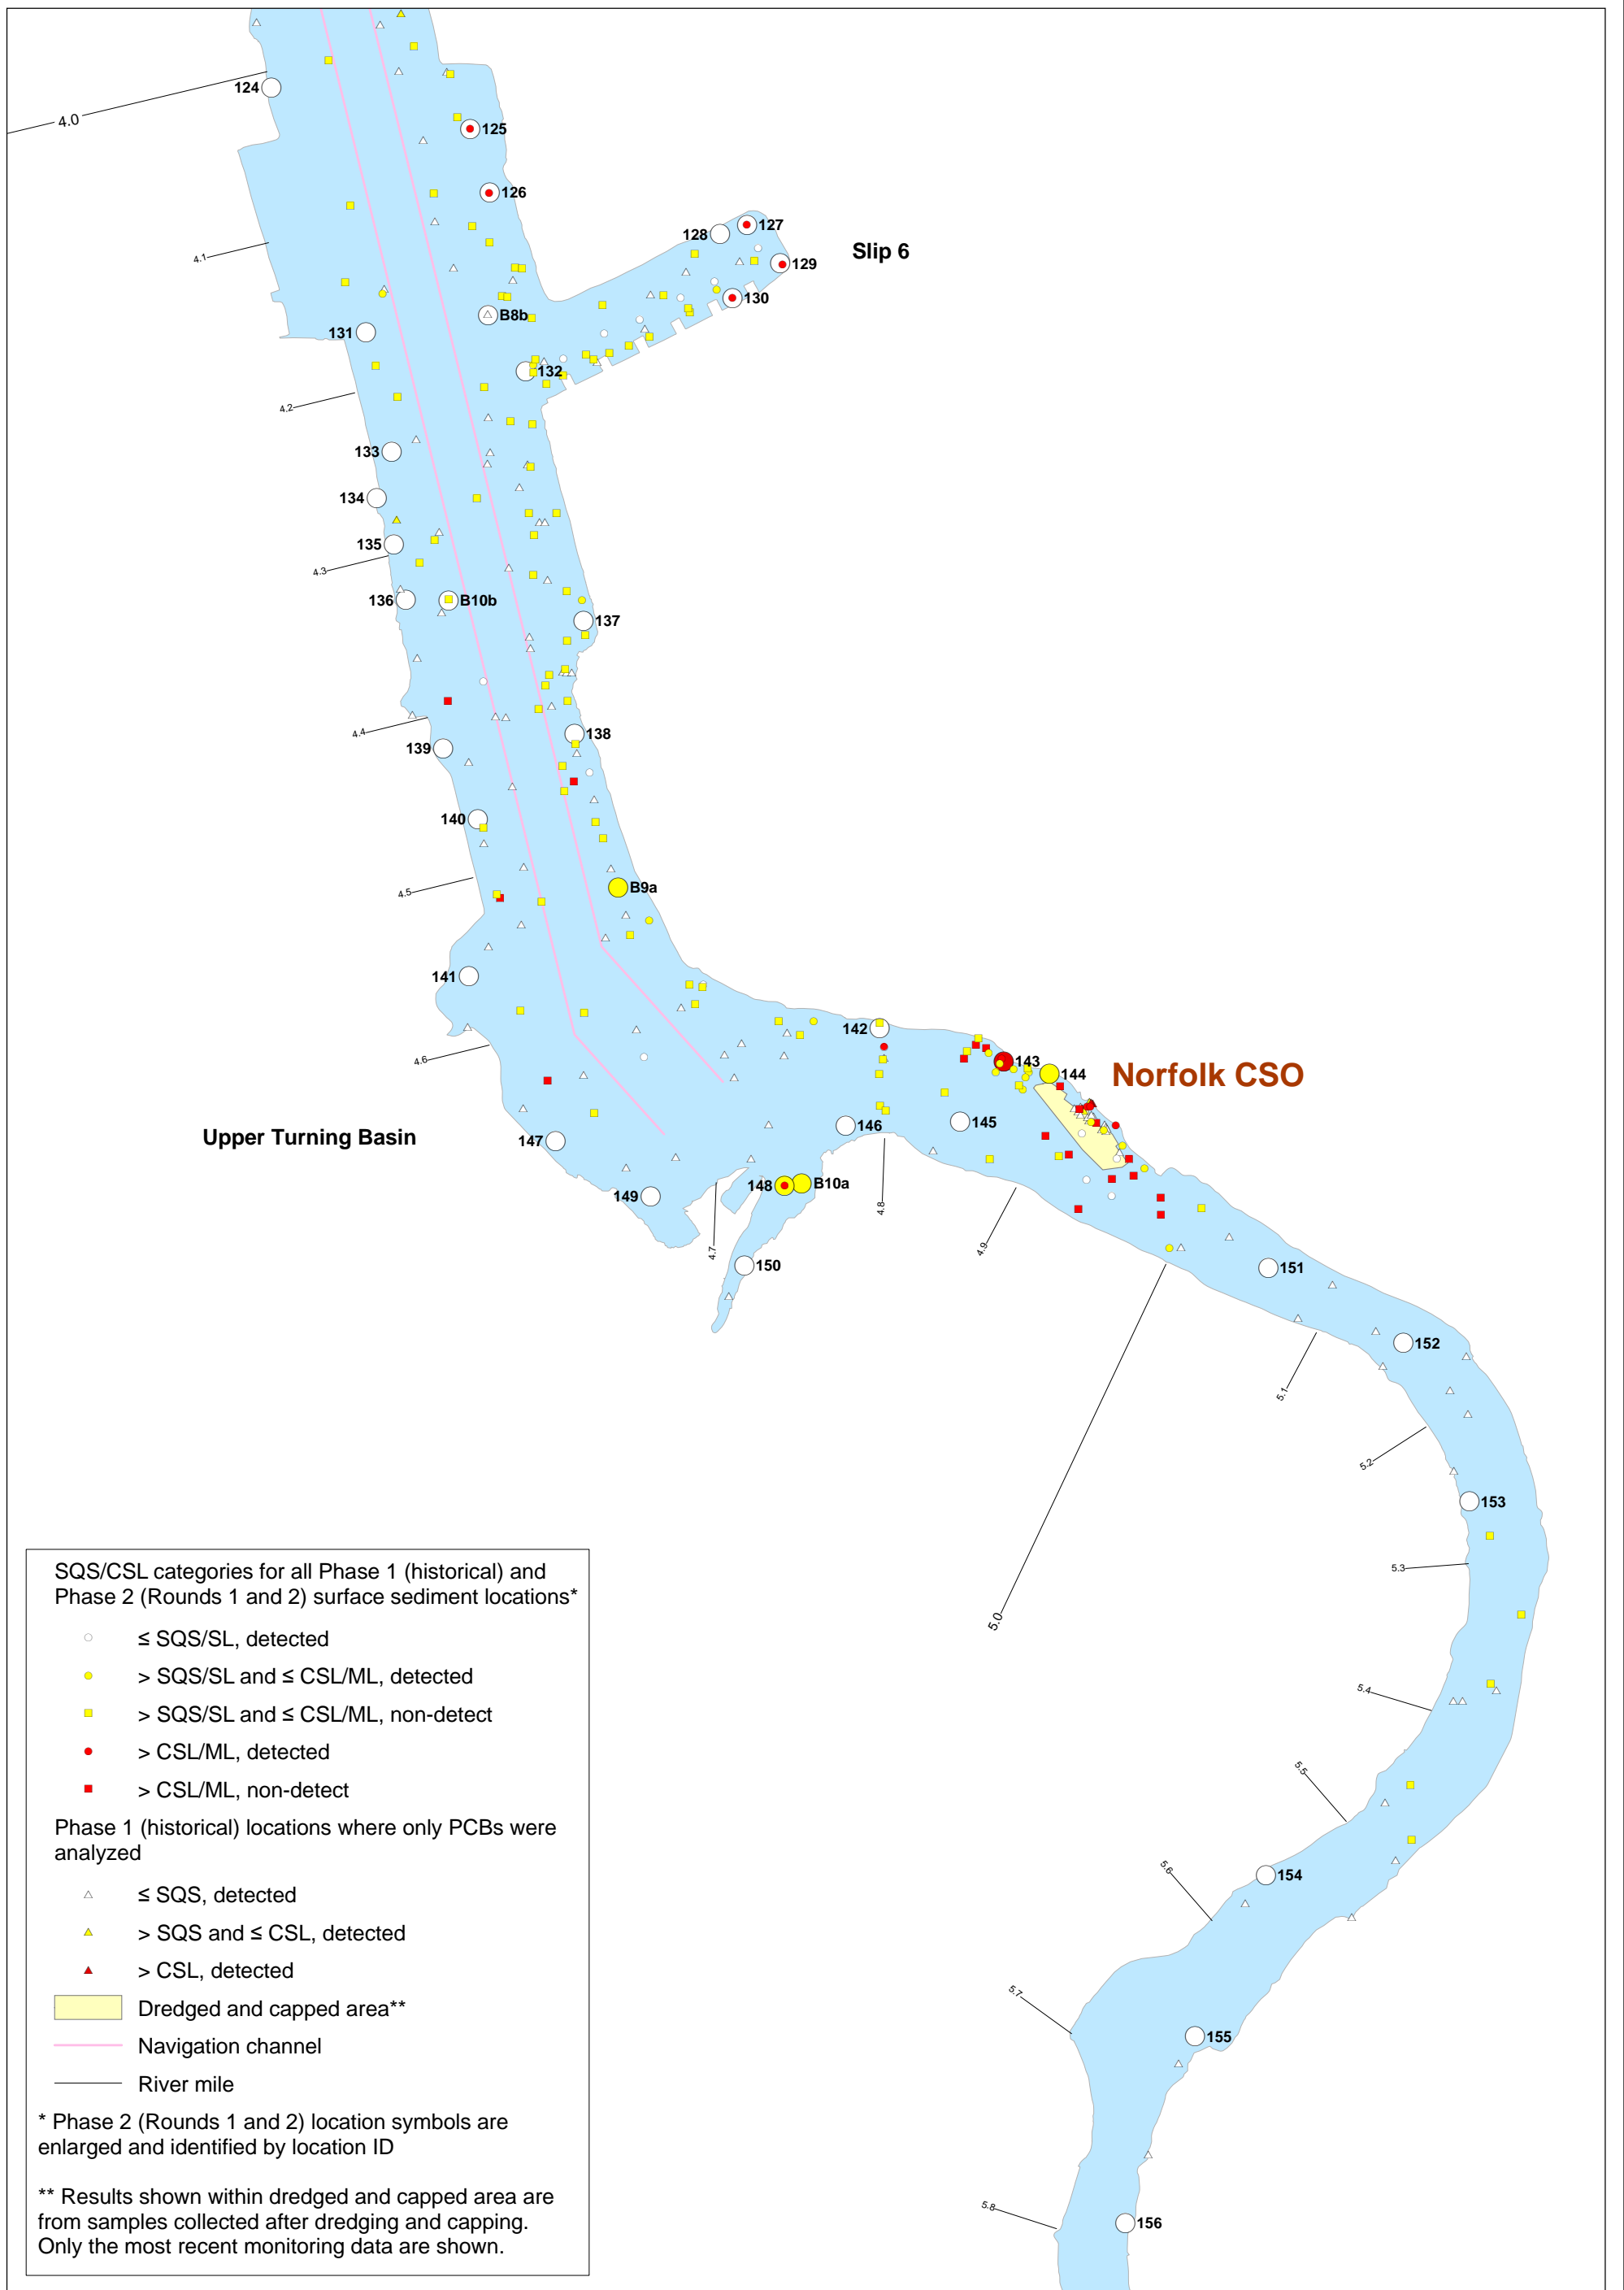 124
4.0
125
126
4.1
127
128
129
Slip 6
130
B8b
131
132
4.2
133
134
135
4.3
136
B10b
137
4.4
138
139
140
4.5
B9a
141
142
4.6
143
144
Norfolk CSO
146
145
Upper Turning Basin
147
148
B10a
149
4.7
4.8
4.9
150
151
152
5.1
5.2
153
5.3
5.0
5.4
5.5
5.6
154
5.7
155
5.8
156
SQS/CSL categories for all Phase 1 (historical) and
Phase 2 (Rounds 1 and 2) surface sediment locations*
≤ SQS/SL, detected
> SQS/SL and ≤ CSL/ML, detected
> SQS/SL and ≤ CSL/ML, non-detect
> CSL/ML, detected
> CSL/ML, non-detect
Phase 1 (historical) locations where only PCBs were
analyzed
≤ SQS, detected
> SQS and ≤ CSL, detected
> CSL, detected
Dredged and capped area**
Navigation channel
River mile
* Phase 2 (Rounds 1 and 2) location symbols are
enlarged and identified by location ID
** Results shown within dredged and capped area are
from samples collected after dredging and capping.
Only the most recent monitoring data are shown.